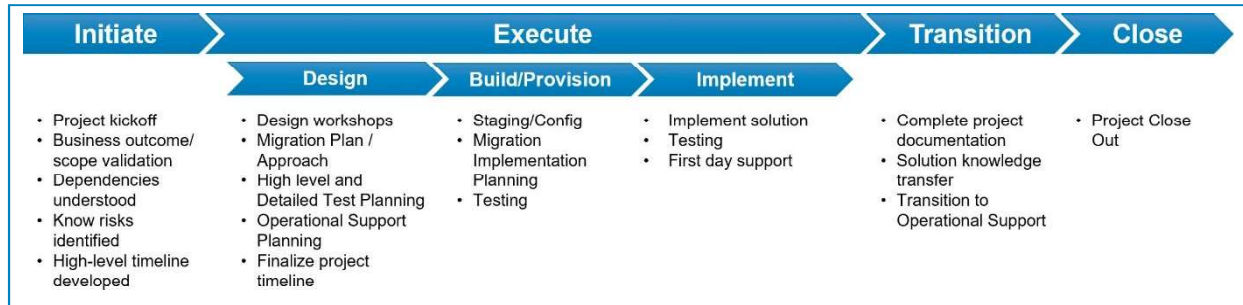 Initiate
Execute
Transition
Close
Design
Build/Provision
Implement
• Project kickoff
• Business outcome/
scope validation
• Dependencies
understood
• Know risks
identified
• High-level timeline
developed
• Design workshops
• Migration Plan /
Approach
• High level and
Detailed Test Planning
• Operational Support
Planning
• Finalize project
timeline
• Staging/Config
• Migration
Implementation
Planning
• Testing
• Implement solution
• Testing
• First day support
• Complete project
documentation
• Solution knowledge
transfer
• Transition to
Operational Support
• Project Close
Out